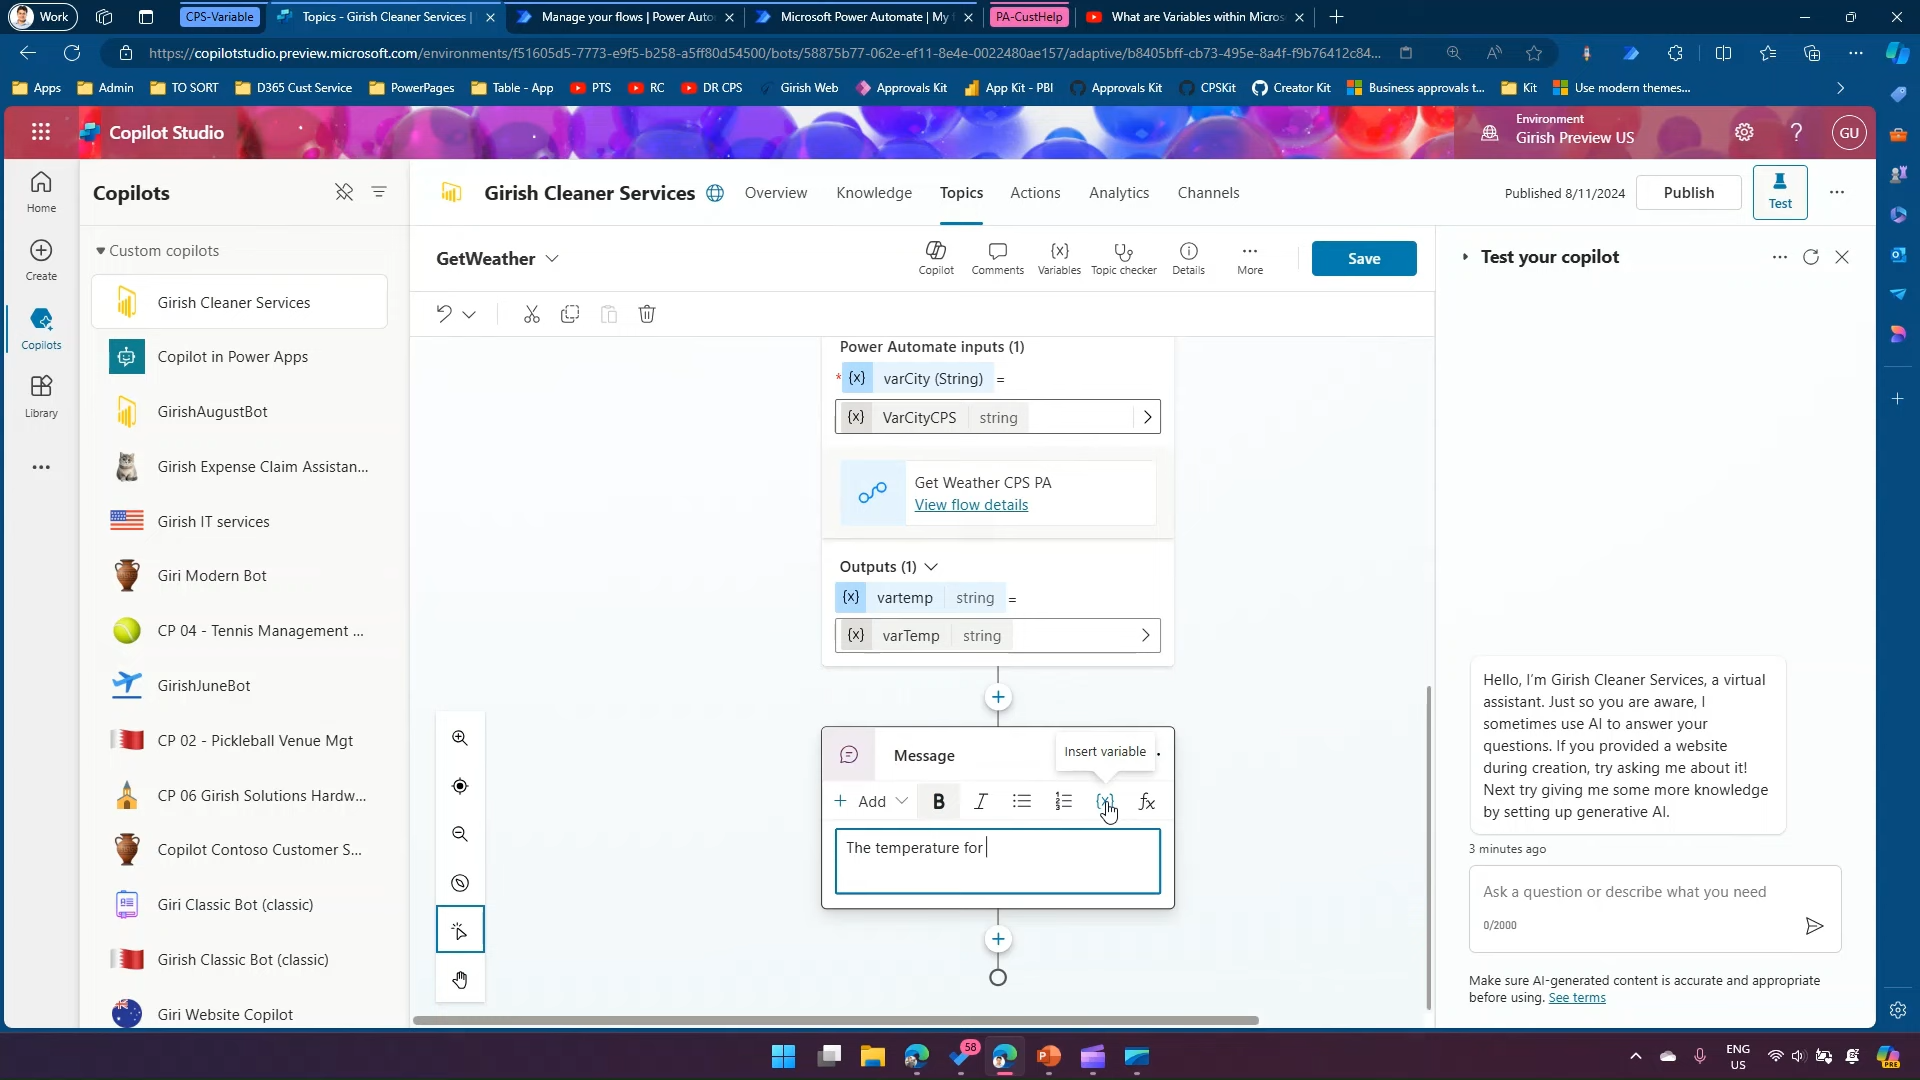 Work
CPS-Variable
Topics - Girish Cleaner Services |
Manage your flows | Power Auto
Microsoft Power Automate | My f
PA-CustHelp
What are Variables within Micros
https://copilotstudio.preview.microsoft.com/environments/f51605d5-7773-e9f5-b258-a5ff80d54500/bots/58875b77-062e-ef11-8e4e-0022480ae157/adaptive/b8405bff-cb73-495e-8a4f-f9b76412c84...
Apps
Admin
TO SORT
D365 Cust Service
PowerPages
Table - App
PTS
RC
DR CPS
Girish Web
Approvals Kit
App Kit - PBI
Approvals Kit
CPSKit
Creator Kit
Business approvals t...
Kit
Use modern themes...
Copilot Studio
Environment
Girish Preview US
GU
Home
Create
Copilots
Library
Copilots
Custom copilots
Girish Cleaner Services
Copilot in Power Apps
GirishAugustBot
Girish Expense Claim Assistan...
Girish IT services
Giri Modern Bot
CP 04 - Tennis Management ...
GirishJuneBot
CP 02 - Pickleball Venue Mgt
CP 06 Girish Solutions Hardw...
Copilot Contoso Customer S...
Giri Classic Bot (classic)
Girish Classic Bot (classic)
Giri Website Copilot
Girish Cleaner Services
Overview
Knowledge
Topics
Actions
Analytics
Channels
Published 8/11/2024
Publish
Test
GetWeather
Copilot
Comments
Variables
Topic checker
Details
More
Save
Power Automate inputs (1)
* {x} varCity (String) =
{x} VarCityCPS string
Get Weather CPS PA
View flow details
Outputs (1)
{x} vartemp string =
{x} varTemp string
Message
Insert variable
Add
B I {x} fx
The temperature for
Test your copilot
Hello, I'm Girish Cleaner Services, a virtual
assistant. Just so you are aware, I
sometimes use AI to answer your
questions. If you provided a website
during creation, try asking me about it!
Next try giving me some more knowledge
by setting up generative AI.
3 minutes ago
Ask a question or describe what you need
0/2000
Make sure AI-generated content is accurate and appropriate
before using. See terms
58
ENG
US